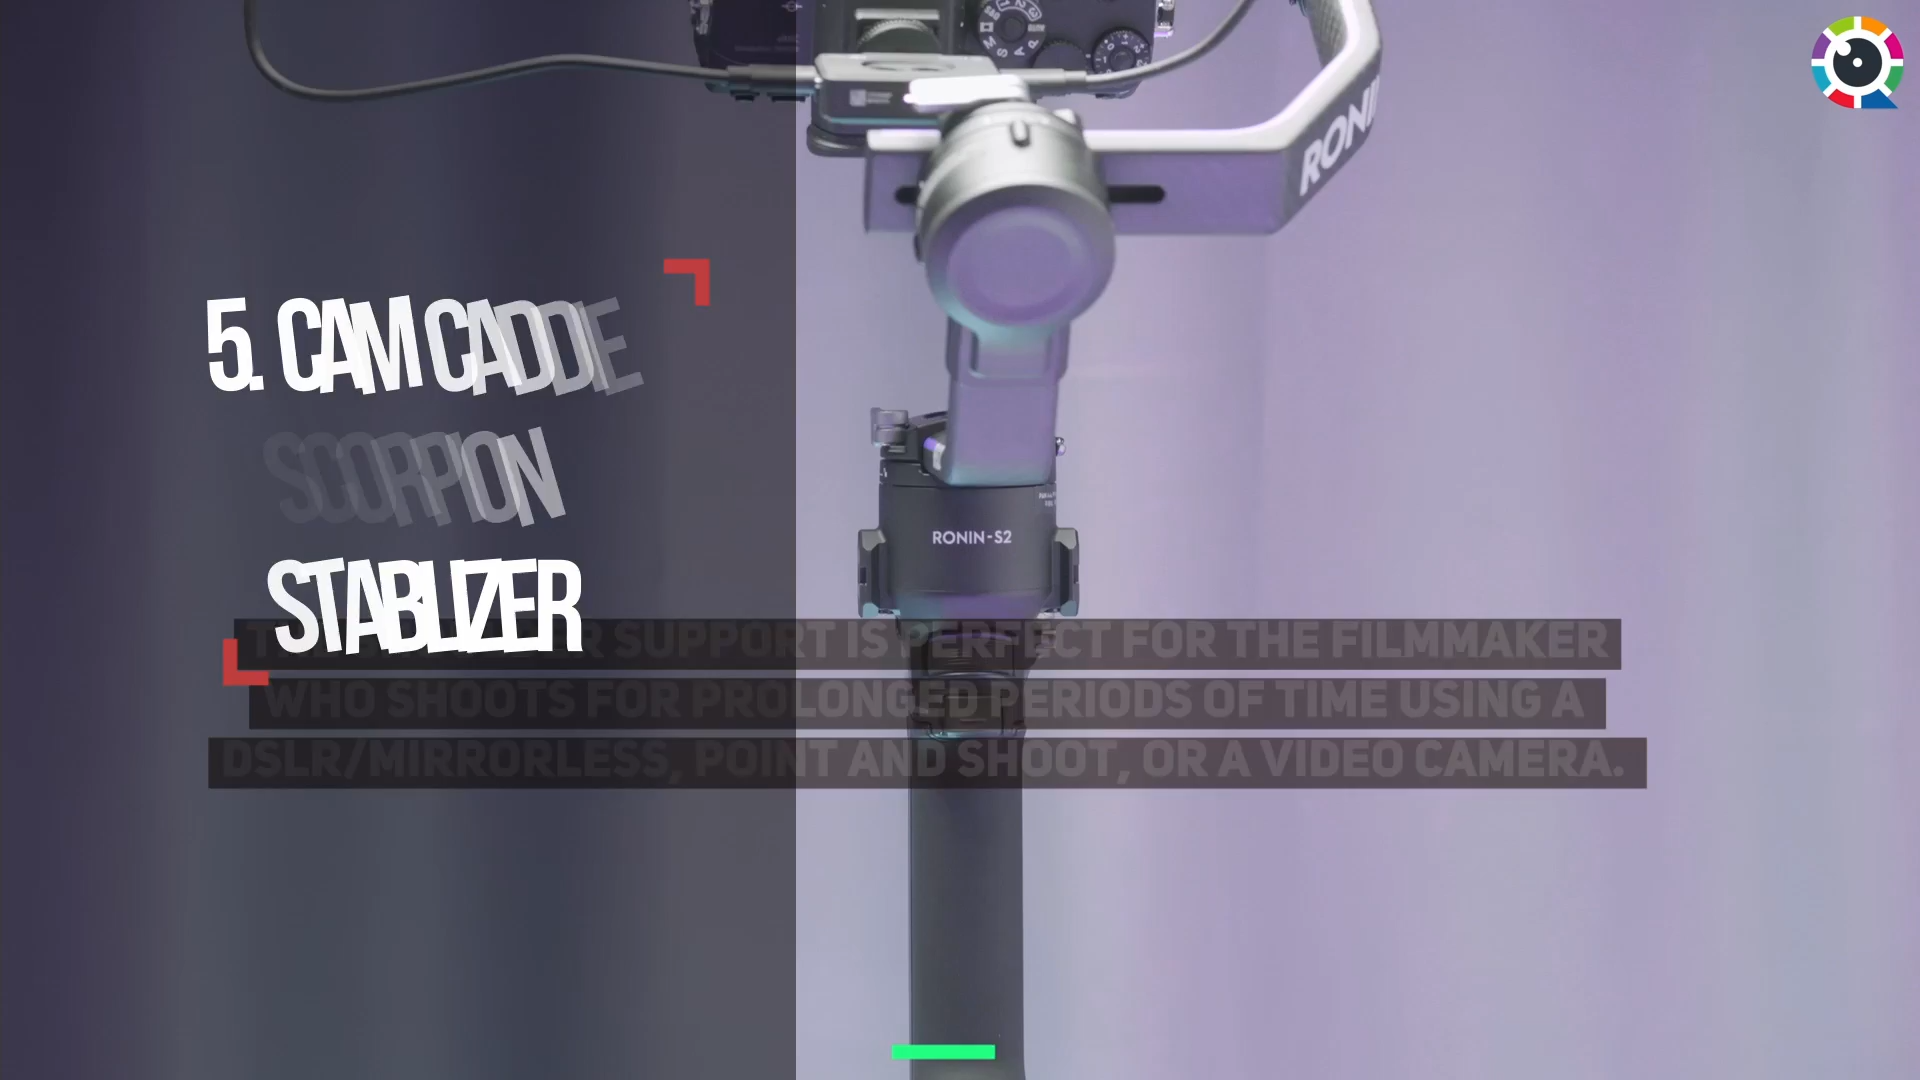 RONIN
5. CAM CADDIE
SCORPION
STABLIZER
RONIN-S2
SUPPORT IS PERFECT FOR THE FILMMAKER
WHO SHOOTS FOR PROLONGED PERIODS OF TIME USING A
DSLR/MIRRORLESS, POINT AND SHOOT, OR A VIDEO CAMERA.